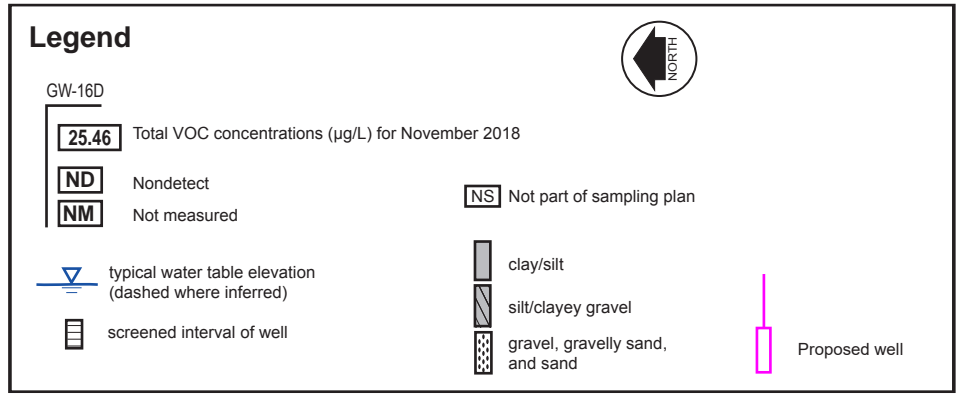 Legend
NORTH
GW-16D
25.46 Total VOC concentrations (µg/L) for November 2018
ND Nondetect
NM Not measured
NS Not part of sampling plan
typical water table elevation
(dashed where inferred)
screened interval of well
clay/silt
silt/clayey gravel
gravel, gravelly sand,
and sand
Proposed well